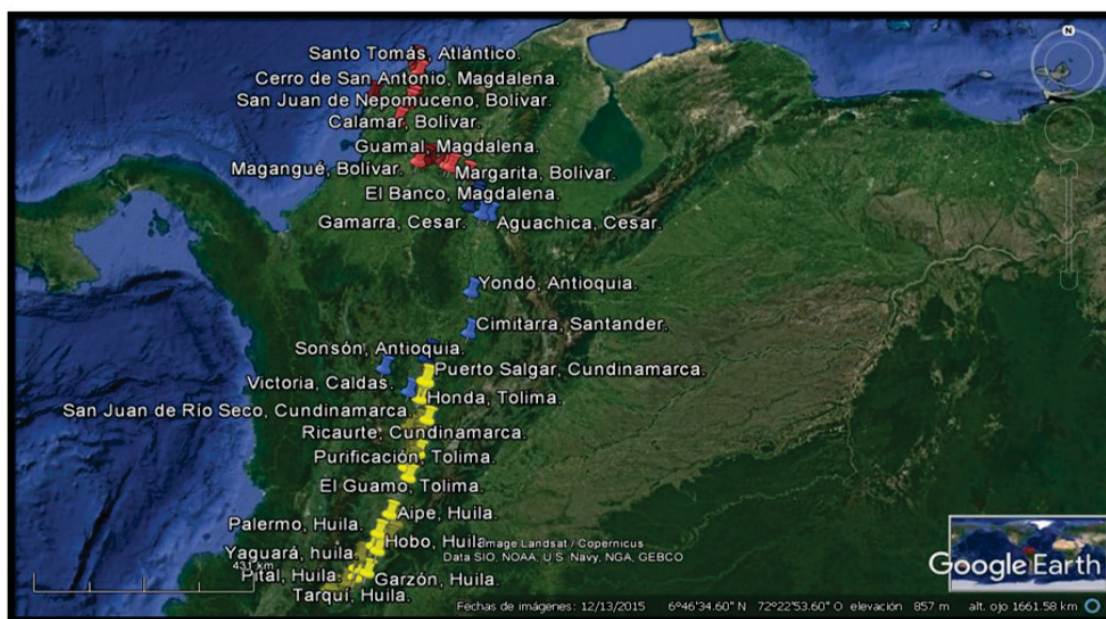 N
Santo Tomás, Atlántico.
Cerro de San Antonio, Magdalena.
San Juan de Nepomuceno, Bolívar.
Calamar, Bolívar.
Guamal, Magdalena.
Magangué, Bolívar.
Margarita, Bolívar.
El Banco, Magdalena.
Gamarra, Cesar.
Aguachica, Cesar.
Yondó, Antioquia.
Cimitarra, Santander.
Sonsón, Antioquia.
Puerto Salgar, Cundinamarca.
Victoria, Caldas.
Honda, Tolima.
San Juan de Río Seco, Cundinamarca.
Ricaurte, Cundinamarca.
Purificación, Tolima.
El Guamo, Tolima.
Aipe, Huila.
Palermo, Huila.
Hobo, Huila
Image Landsat / Copernicus
Data SIO, NOAA, U.S. Navy, NGA, GEBCO
Yaguará, huila.
431 km
Pital, Huila.
Garzón, Huila.
Tarquí, Huila.
Google Earth
Fechas de imágenes: 12/13/2015 6°46'34.60" N 72°22'53.60" O elevación 857 m alt. ojo 1661.58 km